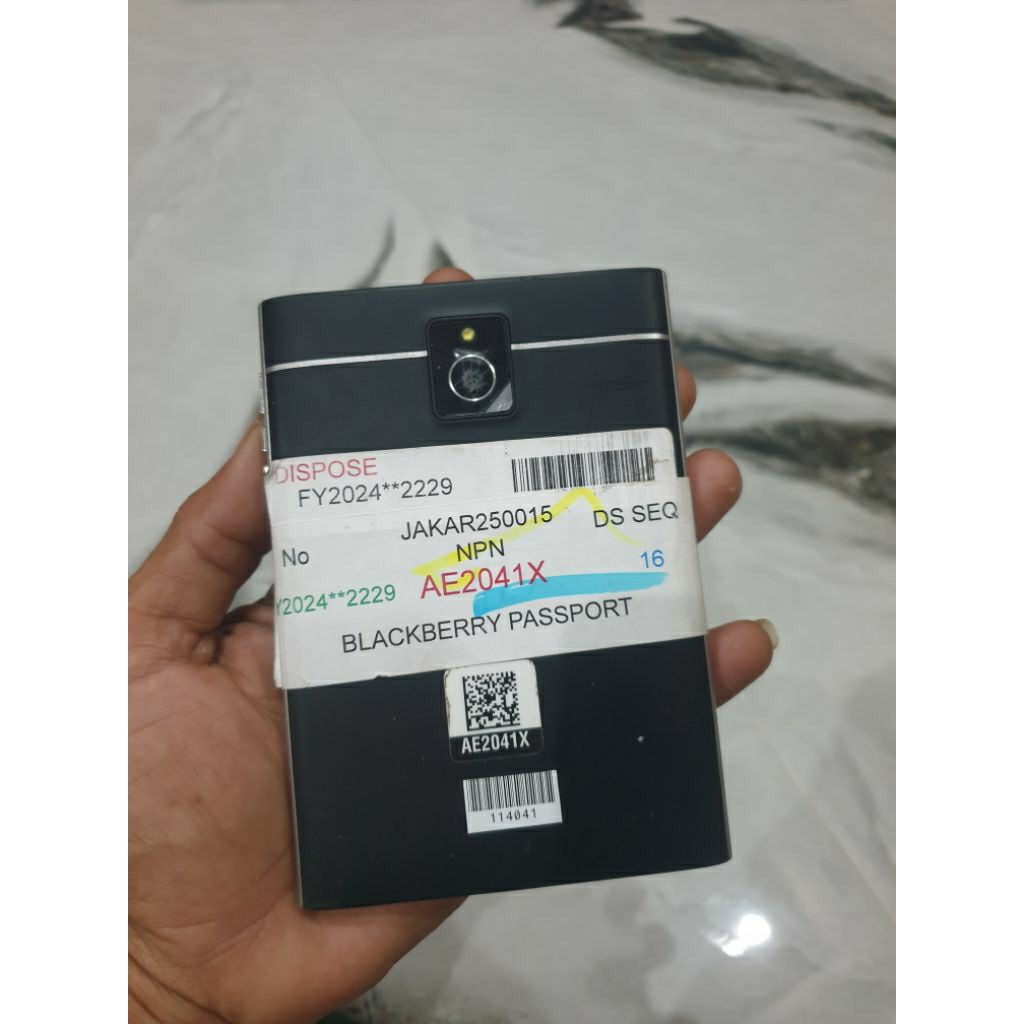 DISPOSE
FY2024**2229
JAKAR250015 DS SEQ
No NPN
Y2024**2229 AE2041X 16
BLACKBERRY PASSPORT
AE2041X
114041